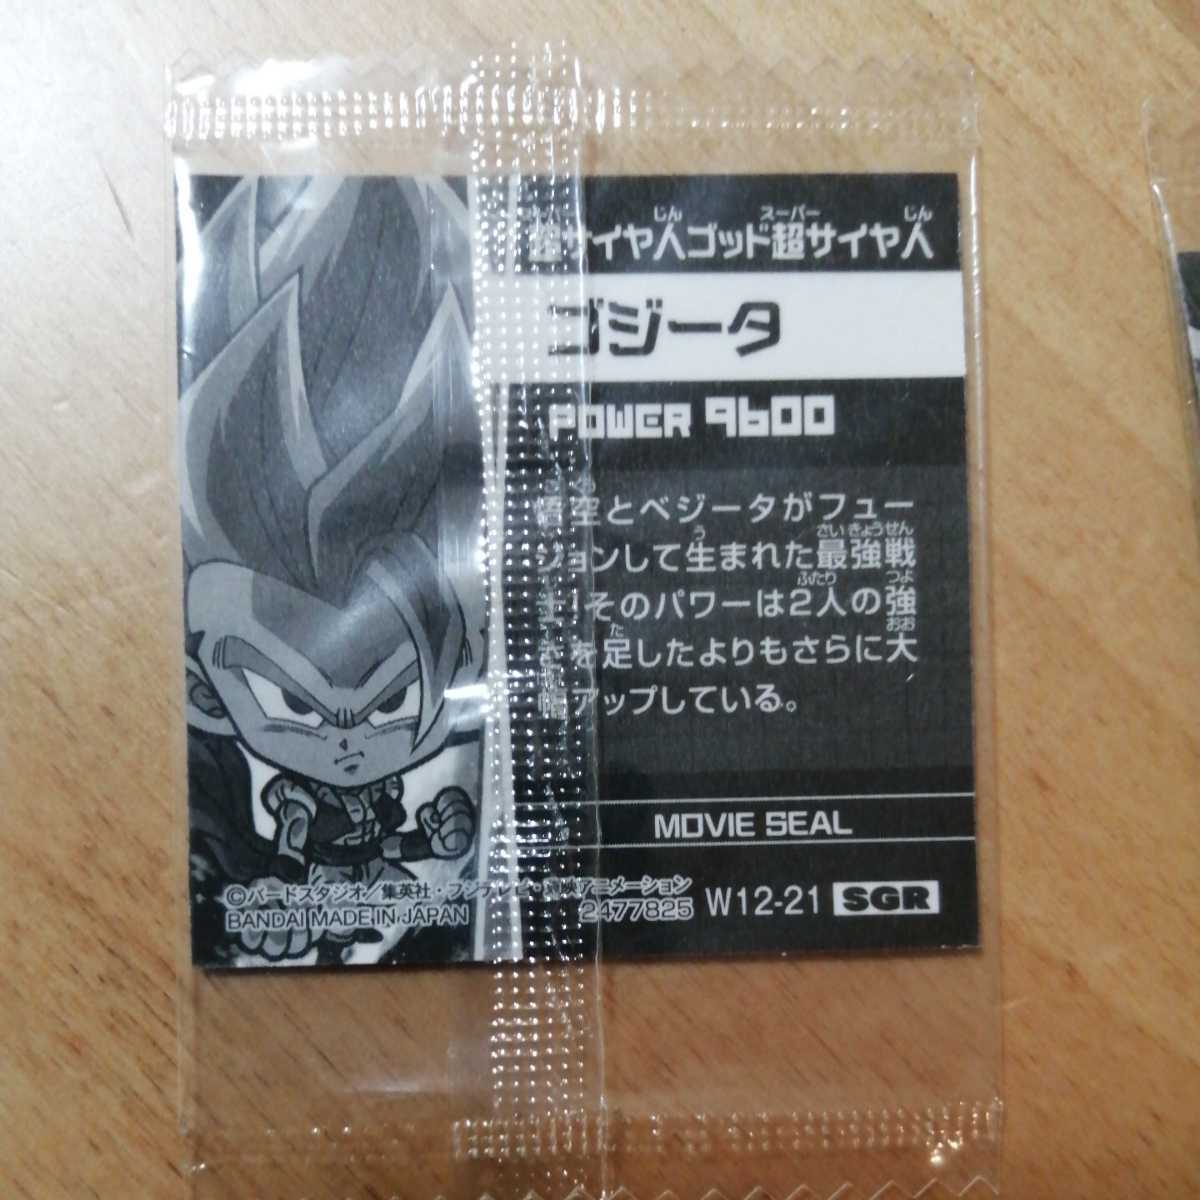 超サイヤ人ゴッド超サイヤ人
ゴジータ
POWER 9600
悟空とベジータがフュー
ジョンして生まれた最強戦
士!そのパワーは2人の強
さを足したよりもさらに大
幅アップしている。
MOVIE SEAL
©バードスタジオ／集英社・フジテレビ・東映アニメーション
BANDAI MADE IN JAPAN 2477825 W12-21 SGR